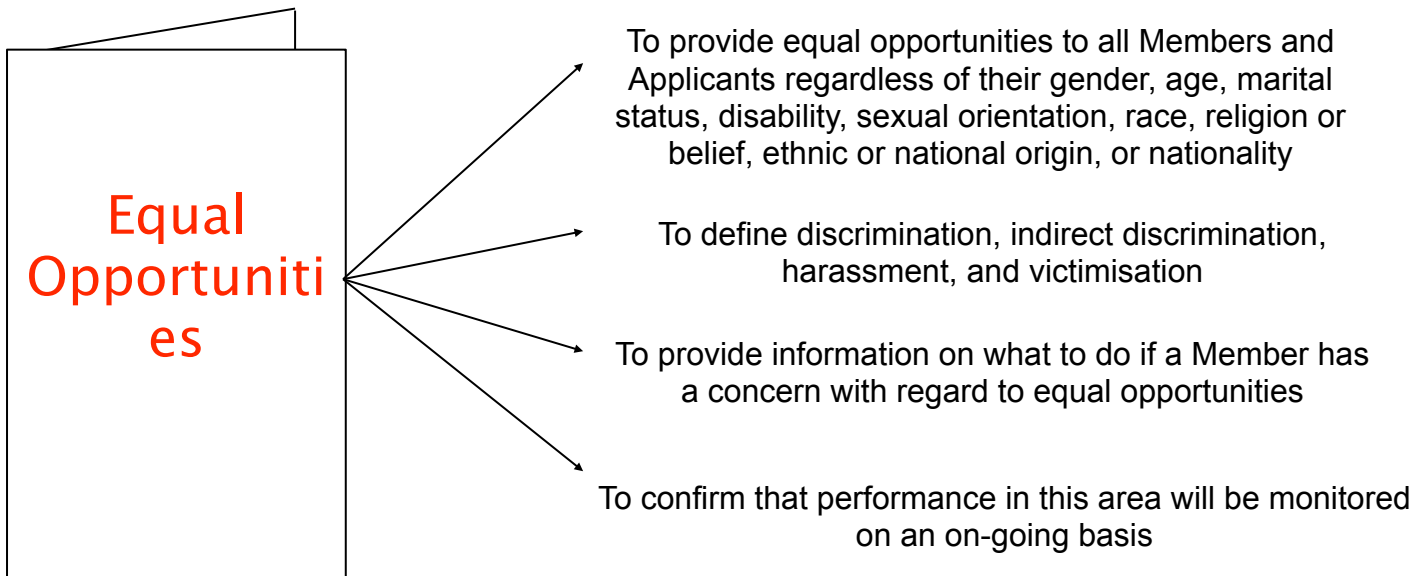 Equal
Opportuniti
es
To provide equal opportunities to all Members and
Applicants regardless of their gender, age, marital
status, disability, sexual orientation, race, religion or
belief, ethnic or national origin, or nationality
To define discrimination, indirect discrimination,
harassment, and victimisation
To provide information on what to do if a Member has
a concern with regard to equal opportunities
To confirm that performance in this area will be monitored
on an on-going basis